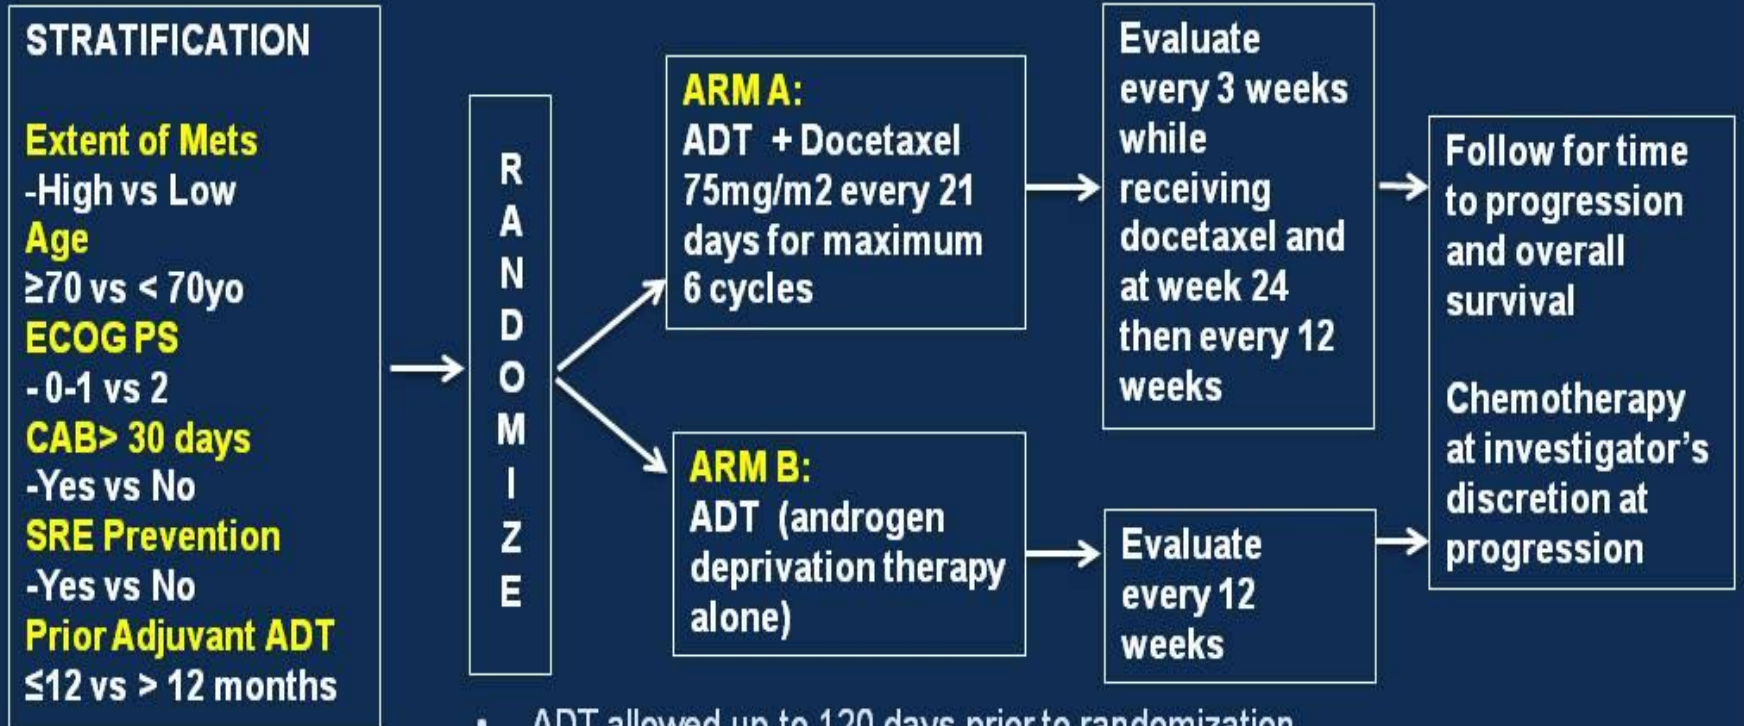 STRATIFICATION
Extent of Mets
-High vs Low
Age
≥70 vs < 70yo
ECOG PS
- 0-1 vs 2
CAB> 30 days
-Yes vs No
SRE Prevention
-Yes vs No
Prior Adjuvant ADT
≤12 vs > 12 months
R
A
N
D
O
M
I
Z
E
ARM A:
ADT + Docetaxel
75mg/m2 every 21
days for maximum
6 cycles
ARM B:
ADT (androgen
deprivation therapy
alone)
Evaluate
every 3 weeks
while
receiving
docetaxel and
at week 24
then every 12
weeks
Evaluate
every 12
weeks
Follow for time
to progression
and overall
survival
Chemotherapy
at investigator’s
discretion at
progression
• ADT allowed up to 120 days prior to randomization